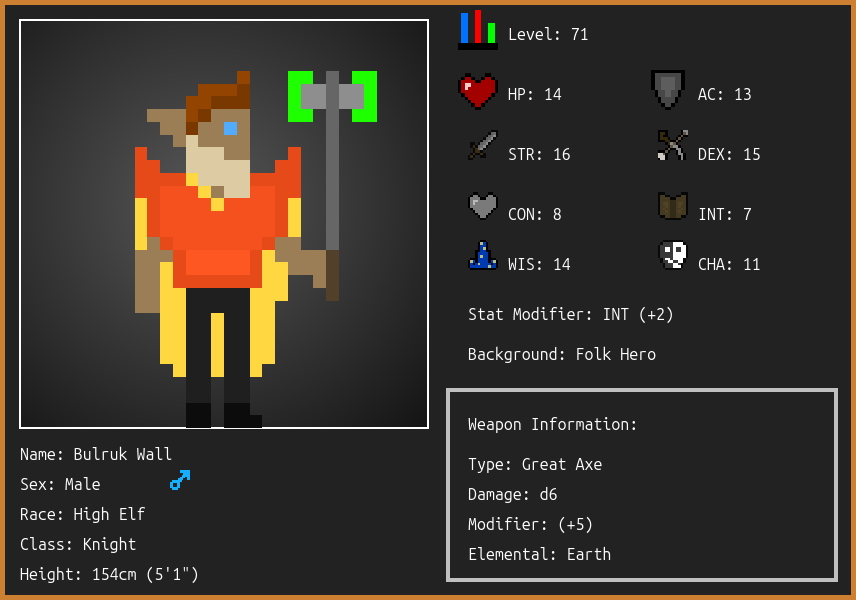 Level: 71
HP: 14
AC: 13
STR: 16
DEX: 15
CON: 8
INT: 7
WIS: 14
CHA: 11
Stat Modifier: INT (+2)
Background: Folk Hero
Weapon Information:
Type: Great Axe
Damage: d6
Modifier: (+5)
Elemental: Earth
Name: Bulruk Wall
Sex: Male
Race: High Elf
Class: Knight
Height: 154cm (5'1")